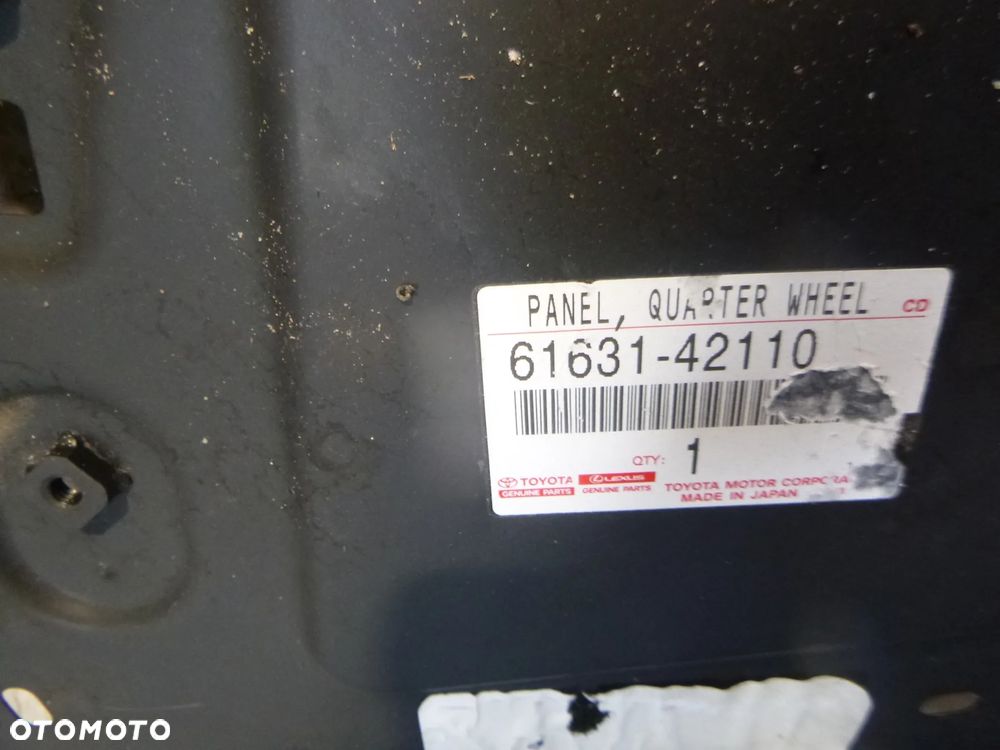 PANEL, QUARTER WHEEL CD
61631-42110
QTY: 1
TOYOTA LEXUS
GENUINE PARTS GENUINE PARTS
TOYOTA MOTOR
MADE IN JAPAN
OTOMOTO